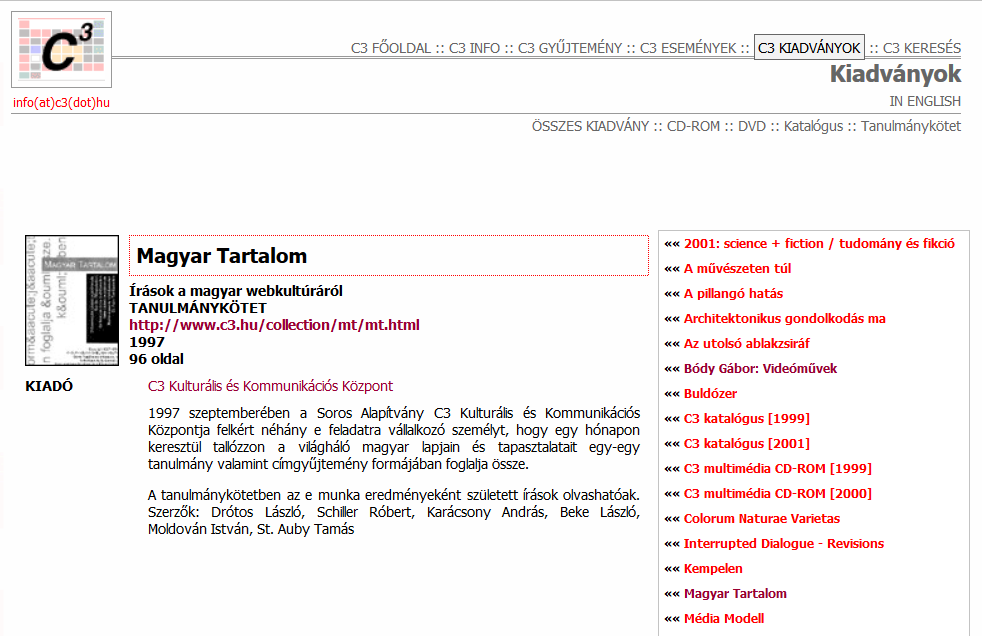 C3
C3 FŐOLDAL :: C3 INFO :: C3 GYŰJTEMÉNY :: C3 ESEMÉNYEK :: C3 KIADVÁNYOK :: C3 KERESÉS
Kiadványok
info(at)c3(dot)hu
IN ENGLISH
ÖSSZES KIADVÁNY :: CD-ROM :: DVD :: Katalógus :: Tanulmánykötet
MAGYAR TARTALOM
Magyar Tartalom
Írások a magyar webkultúráról
TANULMÁNYKÖTET
http://www.c3.hu/collection/mt/mt.html
1997
96 oldal
KIADÓ
C3 Kulturális és Kommunikációs Központ
1997 szeptemberében a Soros Alapítvány C3 Kulturális és Kommunikációs
Központja felkért néhány e feladatra vállalkozó személyt, hogy egy hónapon
keresztül tallózzon a világháló magyar lapjain és tapasztalatait egy-egy
tanulmány valamint címgyűjtemény formájában foglalja össze.
A tanulmánykötetben az e munka eredményeként született írások olvashatóak.
Szerzők: Drótos László, Schiller Róbert, Karácsony András, Beke László,
Moldován István, St. Auby Tamás
«« 2001: science + fiction / tudomány és fikció
«« A művészeten túl
«« A pillangó hatás
«« Architektonikus gondolkodás ma
«« Az utolsó ablakzsiráf
«« Bódy Gábor: Videóművek
«« Buldózer
«« C3 katalógus [1999]
«« C3 katalógus [2001]
«« C3 multimédia CD-ROM [1999]
«« C3 multimédia CD-ROM [2000]
«« Colorum Naturae Varietas
«« Interrupted Dialogue - Revisions
«« Kempelen
«« Magyar Tartalom
«« Média Modell